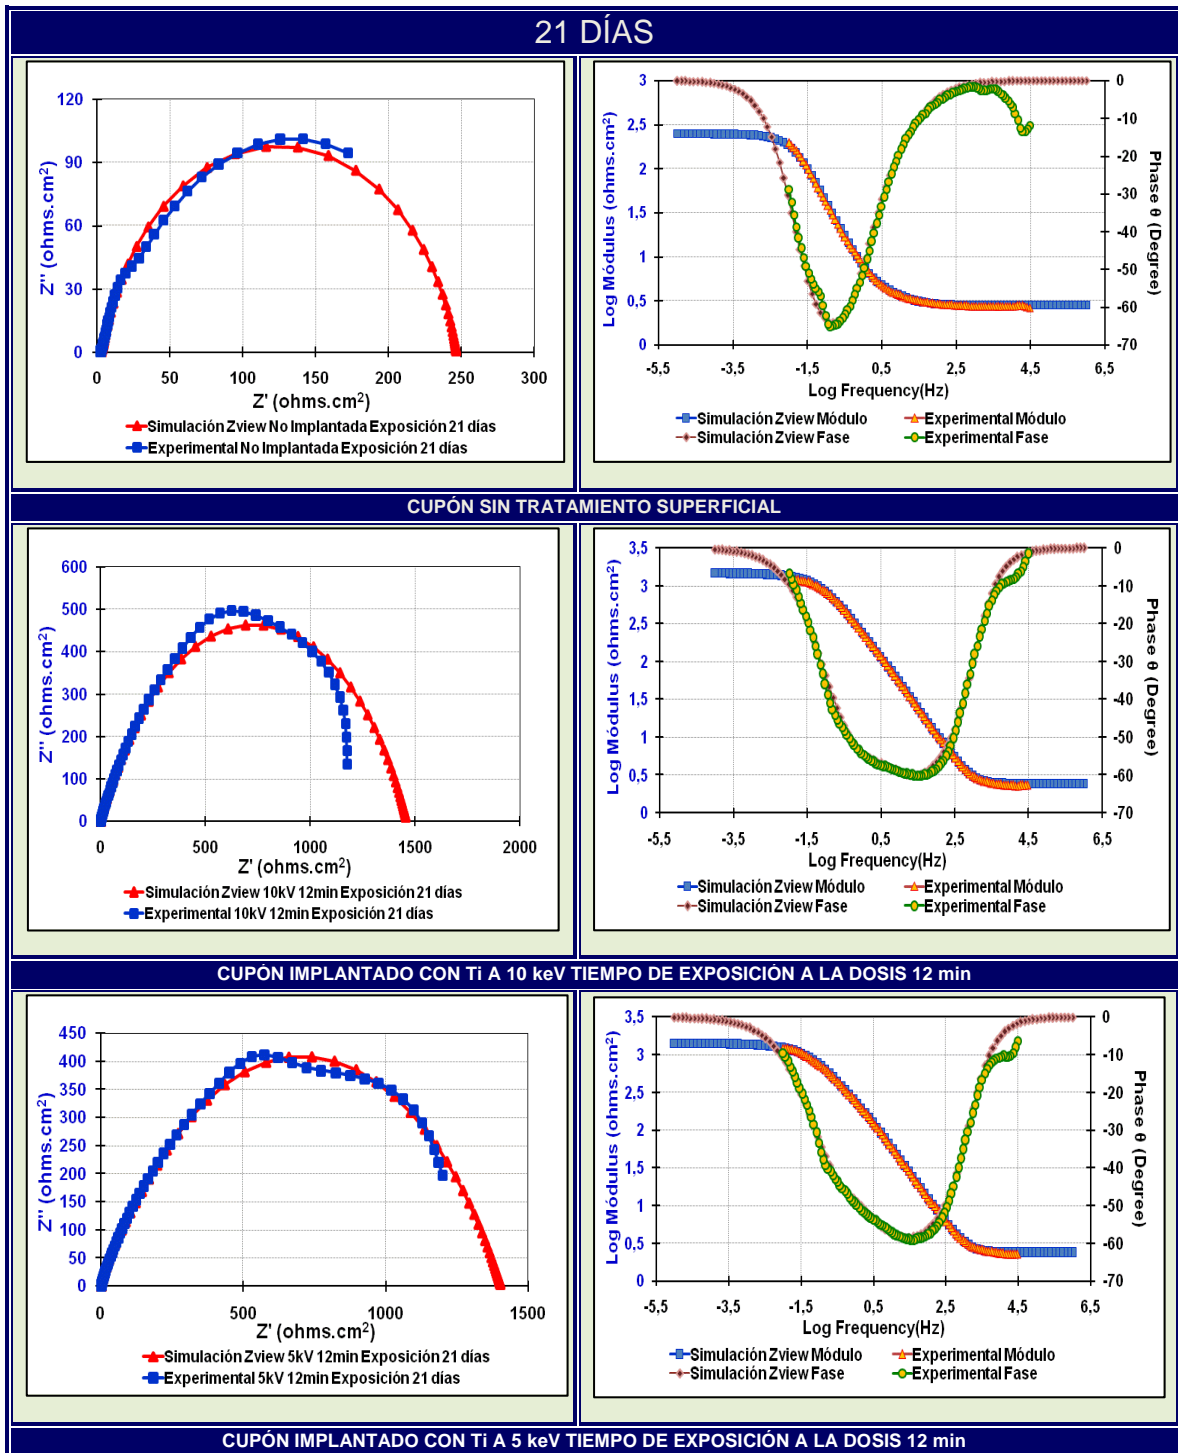 21 DÍAS
120
90
60
30
0
Z'' (ohms.cm²)
0 50 100 150 200 250 300
Z' (ohms.cm²)
Simulación Zview No Implantada Exposición 21 días
Experimental No Implantada Exposición 21 días
3
2,5
2
1,5
1
0,5
0
Log Módulus (ohms.cm²)
0
-10
-20
-30
-40
-50
-60
-70
Phase θ (Degree)
-5,5 -3,5 -1,5 0,5 2,5 4,5 6,5
Log Frequency(Hz)
Simulación Zview Módulo Experimental Módulo
Simulación Zview Fase Experimental Fase
CUPÓN SIN TRATAMIENTO SUPERFICIAL
600
500
400
300
200
100
0
Z'' (ohms.cm²)
0 500 1000 1500 2000
Z' (ohms.cm²)
Simulación Zview 10kV 12min Exposición 21 días
Experimental 10kV 12min Exposición 21 días
3,5
3
2,5
2
1,5
1
0,5
0
Log Módulus (ohms.cm²)
0
-10
-20
-30
-40
-50
-60
-70
Phase θ (Degree)
-5,5 -3,5 -1,5 0,5 2,5 4,5 6,5
Log Frequency(Hz)
Simulación Zview Módulo Experimental Módulo
Simulación Zview Fase Experimental Fase
CUPÓN IMPLANTADO CON Ti A 10 keV TIEMPO DE EXPOSICIÓN A LA DOSIS 12 min
450
400
350
300
250
200
150
100
50
0
Z'' (ohms.cm²)
0 500 1000 1500
Z' (ohms.cm²)
Simulación Zview 5kV 12min Exposición 21 días
Experimental 5kV 12min Exposición 21 días
3,5
3
2,5
2
1,5
1
0,5
0
Log Módulus (ohms.cm²)
0
-10
-20
-30
-40
-50
-60
-70
Phase θ (Degree)
-5,5 -3,5 -1,5 0,5 2,5 4,5 6,5
Log Frequency(Hz)
Simulación Zview Módulo Experimental Módulo
Simulación Zview Fase Experimental Fase
CUPÓN IMPLANTADO CON Ti A 5 keV TIEMPO DE EXPOSICIÓN A LA DOSIS 12 min